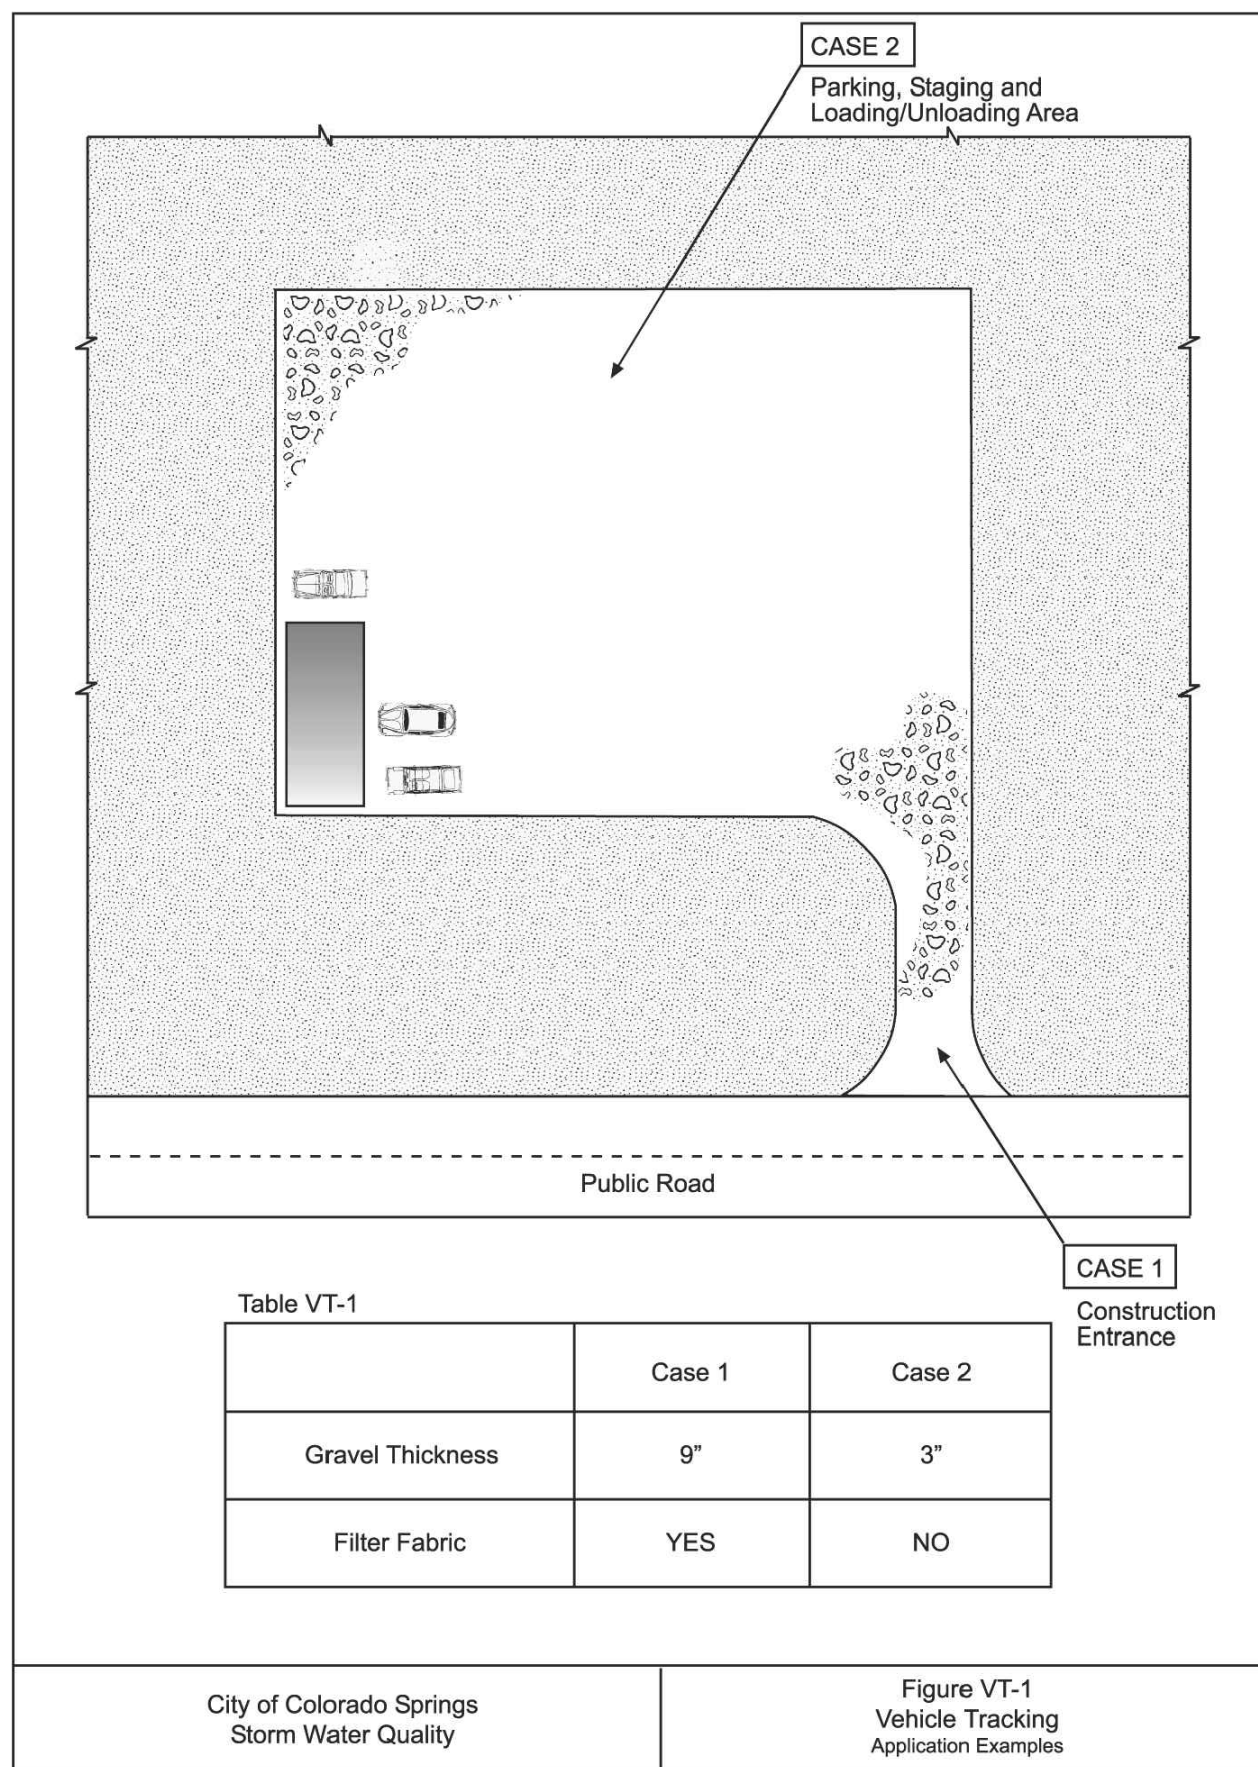 CASE 2
Parking, Staging and
Loading/Unloading Area
Public Road
CASE 1
Construction
Entrance
Table VT-1
Case 1 Case 2
Gravel Thickness 9” 3”
Filter Fabric YES NO
City of Colorado Springs
Storm Water Quality
Figure VT-1
Vehicle Tracking
Application Examples